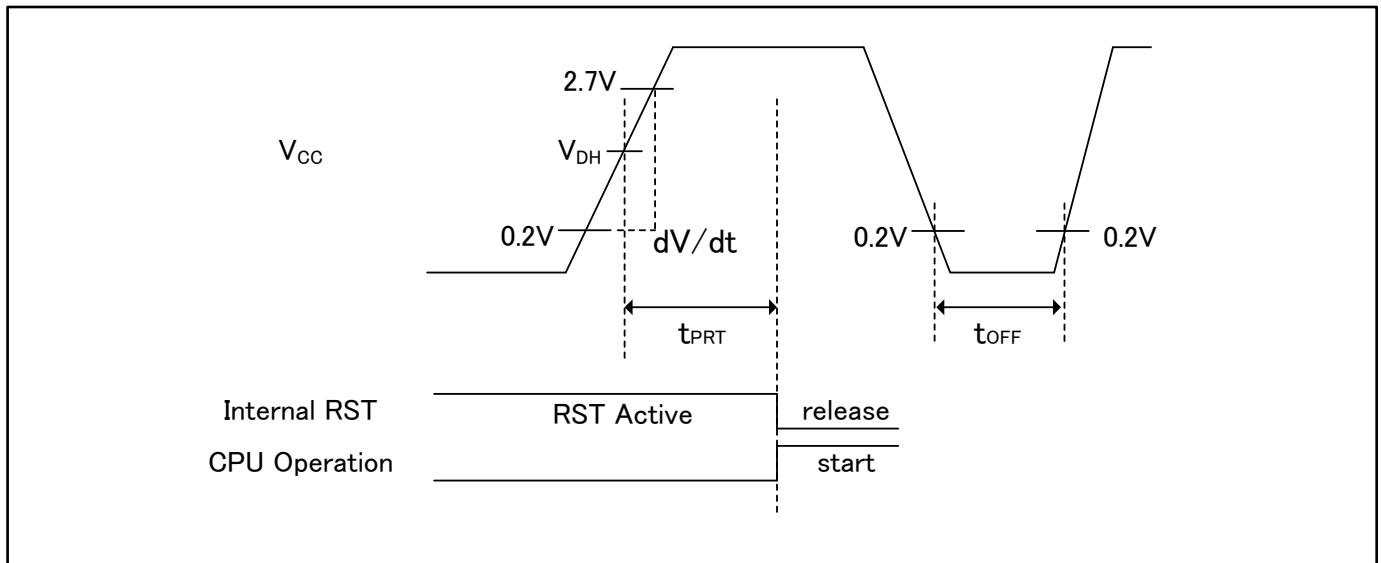 2.7V
VCC
VDH
0.2V
dV/dt
0.2V
0.2V
tPRT
tOFF
Internal RST
RST Active
release
CPU Operation
start